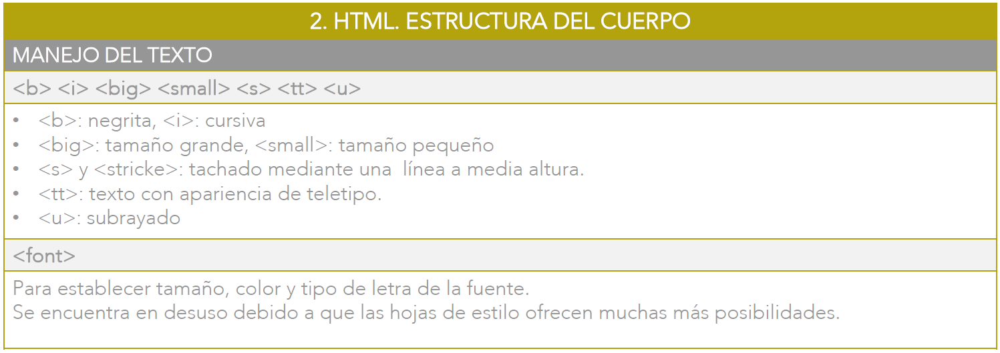 2. HTML. ESTRUCTURA DEL CUERPO
MANEJO DEL TEXTO
<b> <i> <big> <small> <s> <tt> <u>
• <b>: negrita, <i>: cursiva
• <big>: tamaño grande, <small>: tamaño pequeño
• <s> y <stricke>: tachado mediante una  línea a media altura.
• <tt>: texto con apariencia de teletipo.
• <u>: subrayado
<font>
Para establecer tamaño, color y tipo de letra de la fuente.
Se encuentra en desuso debido a que las hojas de estilo ofrecen muchas más posibilidades.